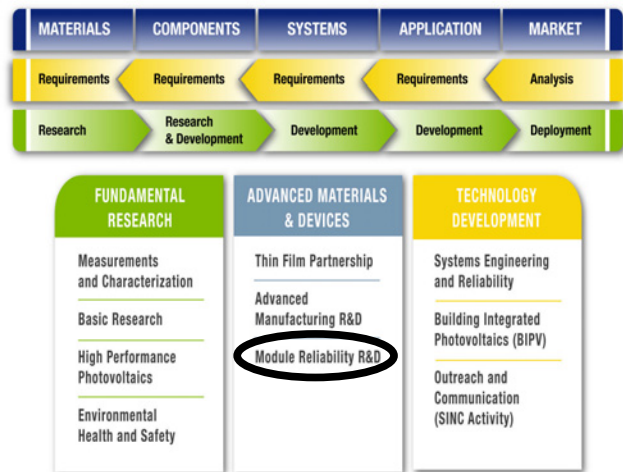 MATERIALS COMPONENTS SYSTEMS APPLICATION MARKET
Requirements Requirements Requirements Requirements Analysis
Research Research & Development Development Development Deployment
FUNDAMENTAL
RESEARCH
Measurements
and Characterization
Basic Research
High Performance
Photovoltaics
Environmental
Health and Safety
ADVANCED MATERIALS
& DEVICES
Thin Film Partnership
Advanced
Manufacturing R&D
Module Reliability R&D
TECHNOLOGY
DEVELOPMENT
Systems Engineering
and Reliability
Building Integrated
Photovoltaics (BIPV)
Outreach and
Communication
(SINC Activity)